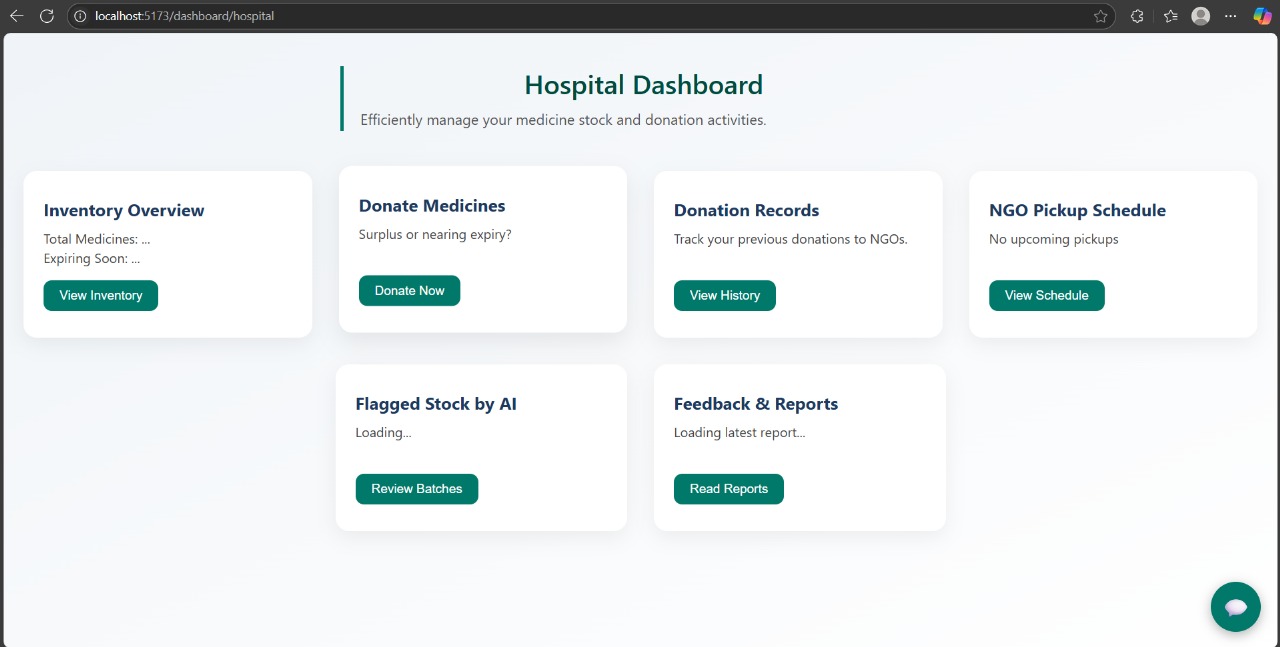 localhost:5173/dashboard/hospital
Hospital Dashboard
Efficiently manage your medicine stock and donation activities.
Inventory Overview
Total Medicines: ...
Expiring Soon: ...
View Inventory
Donate Medicines
Surplus or nearing expiry?
Donate Now
Donation Records
Track your previous donations to NGOs.
View History
NGO Pickup Schedule
No upcoming pickups
View Schedule
Flagged Stock by AI
Loading...
Review Batches
Feedback & Reports
Loading latest report...
Read Reports